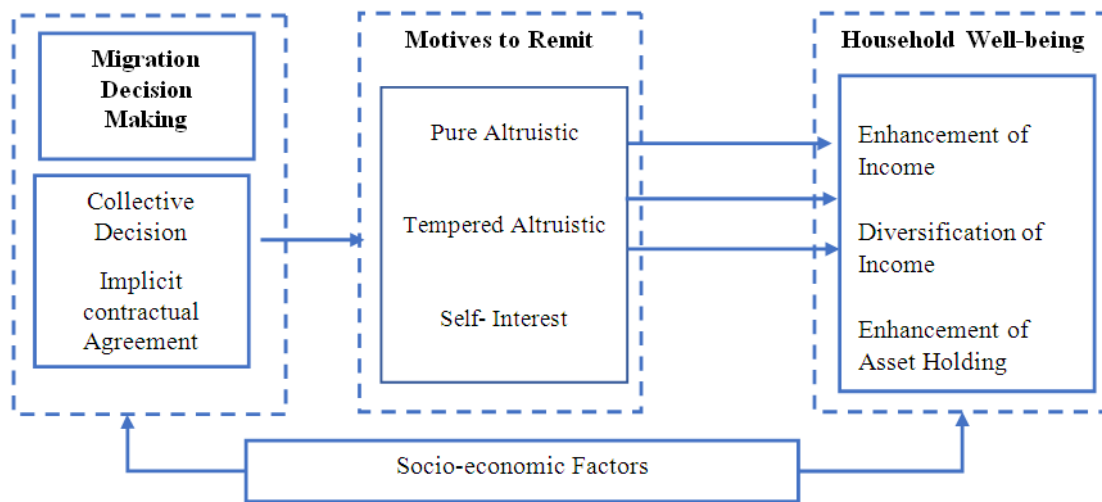 Migration
Decision
Making
Collective
Decision
Implicit
contractual
Agreement
Motives to Remit
Pure Altruistic
Tempered Altruistic
Self- Interest
Household Well-being
Enhancement of
Income
Diversification of
Income
Enhancement of
Asset Holding
Socio-economic Factors